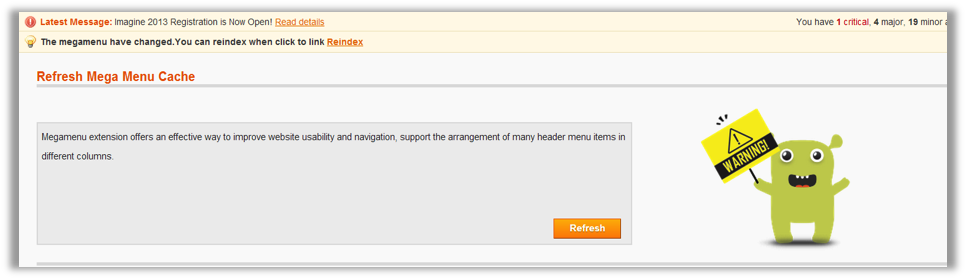 Latest Message: Imagine 2013 Registration is Now Open! Read details
You have 1 critical, 4 major, 19 minor
The megamenu have changed.You can reindex when click to link Reindex
Refresh Mega Menu Cache
Megamenu extension offers an effective way to improve website usability and navigation, support the arrangement of many header menu items in
different columns.
WARNING!
Refresh